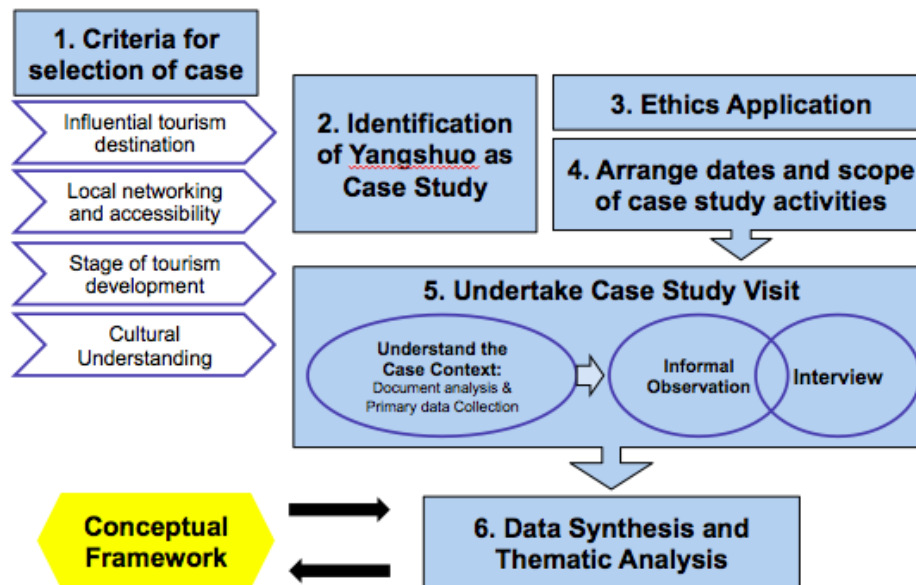 1. Criteria for
selection of case
Influential tourism
destination
Local networking
and accessibility
Stage of tourism
development
Cultural
Understanding
2. Identification
of Yangshuo as
Case Study
3. Ethics Application
4. Arrange dates and scope
of case study activities
5. Undertake Case Study Visit
Understand the
Case Context:
Document analysis &
Primary data Collection
Informal
Observation
Interview
Conceptual
Framework
6. Data Synthesis and
Thematic Analysis